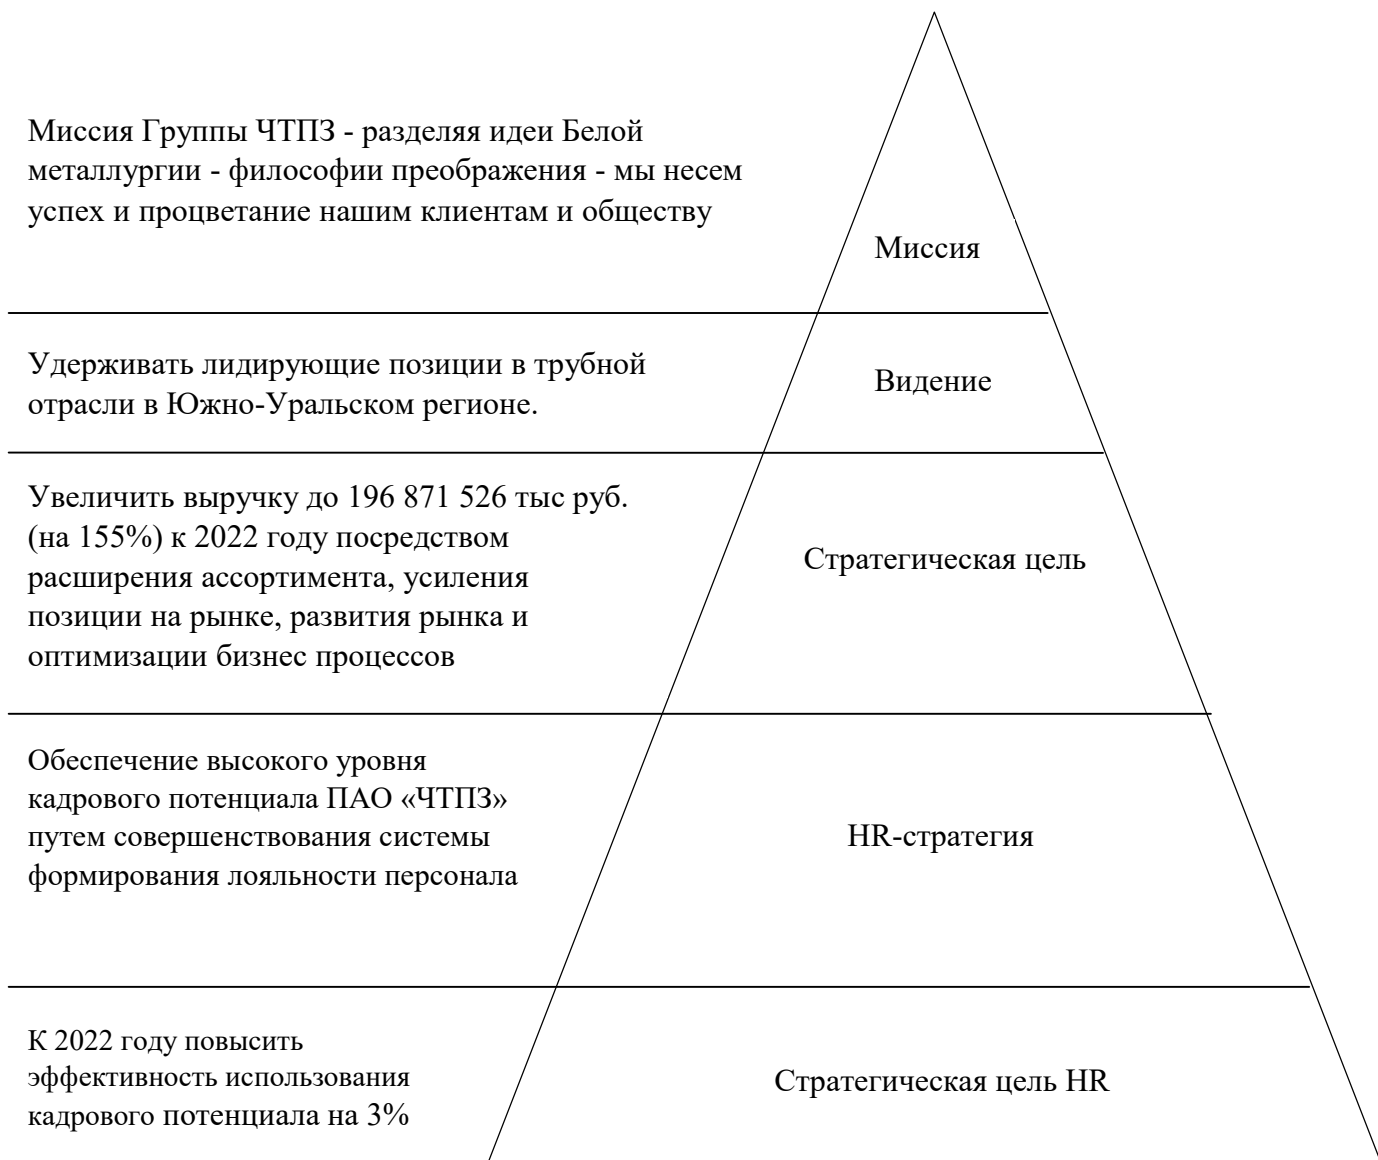 Миссия Группы ЧТПЗ - разделяя идеи Белой
металлургии - философии преображения - мы несем
успех и процветание нашим клиентам и обществу
Миссия
Удерживать лидирующие позиции в трубной
отрасли в Южно-Уральском регионе.
Видение
Увеличить выручку до 196 871 526 тыс руб.
(на 155%) к 2022 году посредством
расширения ассортимента, усиления
позиции на рынке, развития рынка и
оптимизации бизнес процессов
Стратегическая цель
Обеспечение высокого уровня
кадрового потенциала ПАО «ЧТПЗ»
путем совершенствования системы
формирования лояльности персонала
HR-стратегия
К 2022 году повысить
эффективность использования
кадрового потенциала на 3%
Стратегическая цель HR